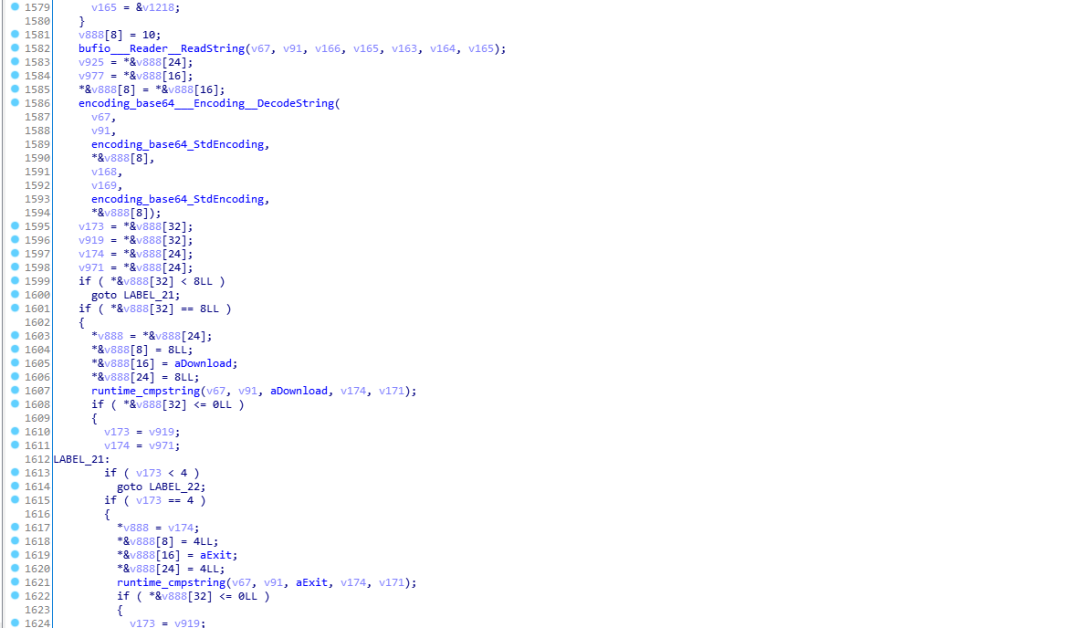 1579 v165 = &v1218;
1580 }
1581 v888[8] = 10;
1582 bufio___Reader__ReadString(v67, v91, v166, v165, v163, v164, v165);
1583 v925 = *&v888[24];
1584 v977 = *&v888[16];
1585 *&v888[8] = *&v888[16];
1586 encoding_base64___Encoding__DecodeString(
1587 v67,
1588 v91,
1589 encoding_base64_StdEncoding,
1590 *&v888[8],
1591 v168,
1592 v169,
1593 encoding_base64_StdEncoding,
1594 *&v888[8]);
1595 v173 = *&v888[32];
1596 v919 = *&v888[32];
1597 v174 = *&v888[24];
1598 v971 = *&v888[24];
1599 if ( *&v888[32] < 8LL )
1600 goto LABEL_21;
1601 if ( *&v888[32] == 8LL )
1602 {
1603 *v888 = *&v888[24];
1604 *&v888[8] = 8LL;
1605 *&v888[16] = aDownload;
1606 *&v888[24] = 8LL;
1607 runtime_cmpstring(v67, v91, aDownload, v174, v171);
1608 if ( *&v888[32] <= 0LL )
1609 {
1610 v173 = v919;
1611 v174 = v971;
1612 LABEL_21:
1613 if ( v173 < 4 )
1614 goto LABEL_22;
1615 if ( v173 == 4 )
1616 {
1617 *v888 = v174;
1618 *&v888[8] = 4LL;
1619 *&v888[16] = aExit;
1620 *&v888[24] = 4LL;
1621 runtime_cmpstring(v67, v91, aExit, v174, v171);
1622 if ( *&v888[32] <= 0LL )
1623 {
1624 v173 = v919;